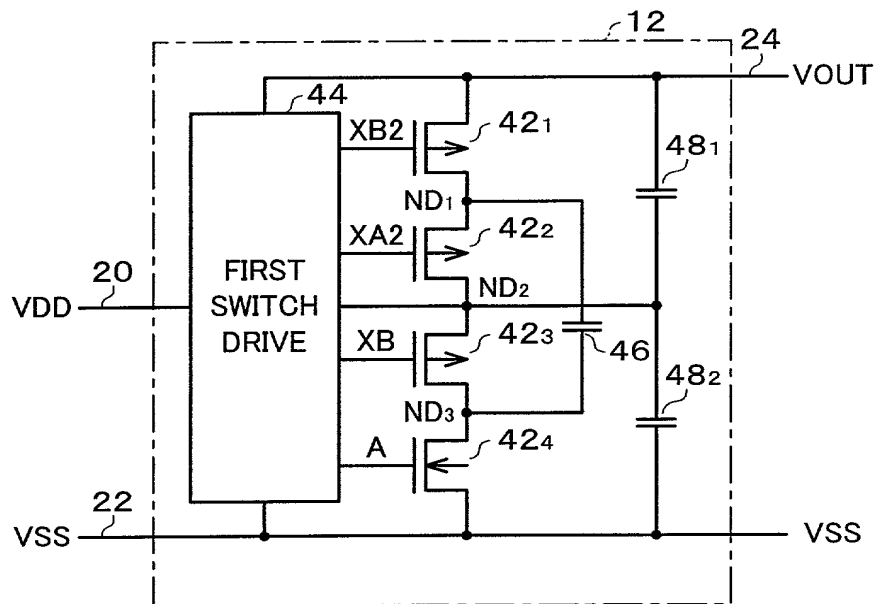 12
24
VOUT
44
XB2
42₁
48₁
ND₁
XA2
42₂
20
VDD
FIRST
SWITCH
DRIVE
ND₂
XB
42₃
46
48₂
ND₃
A
42₄
22
VSS
VSS